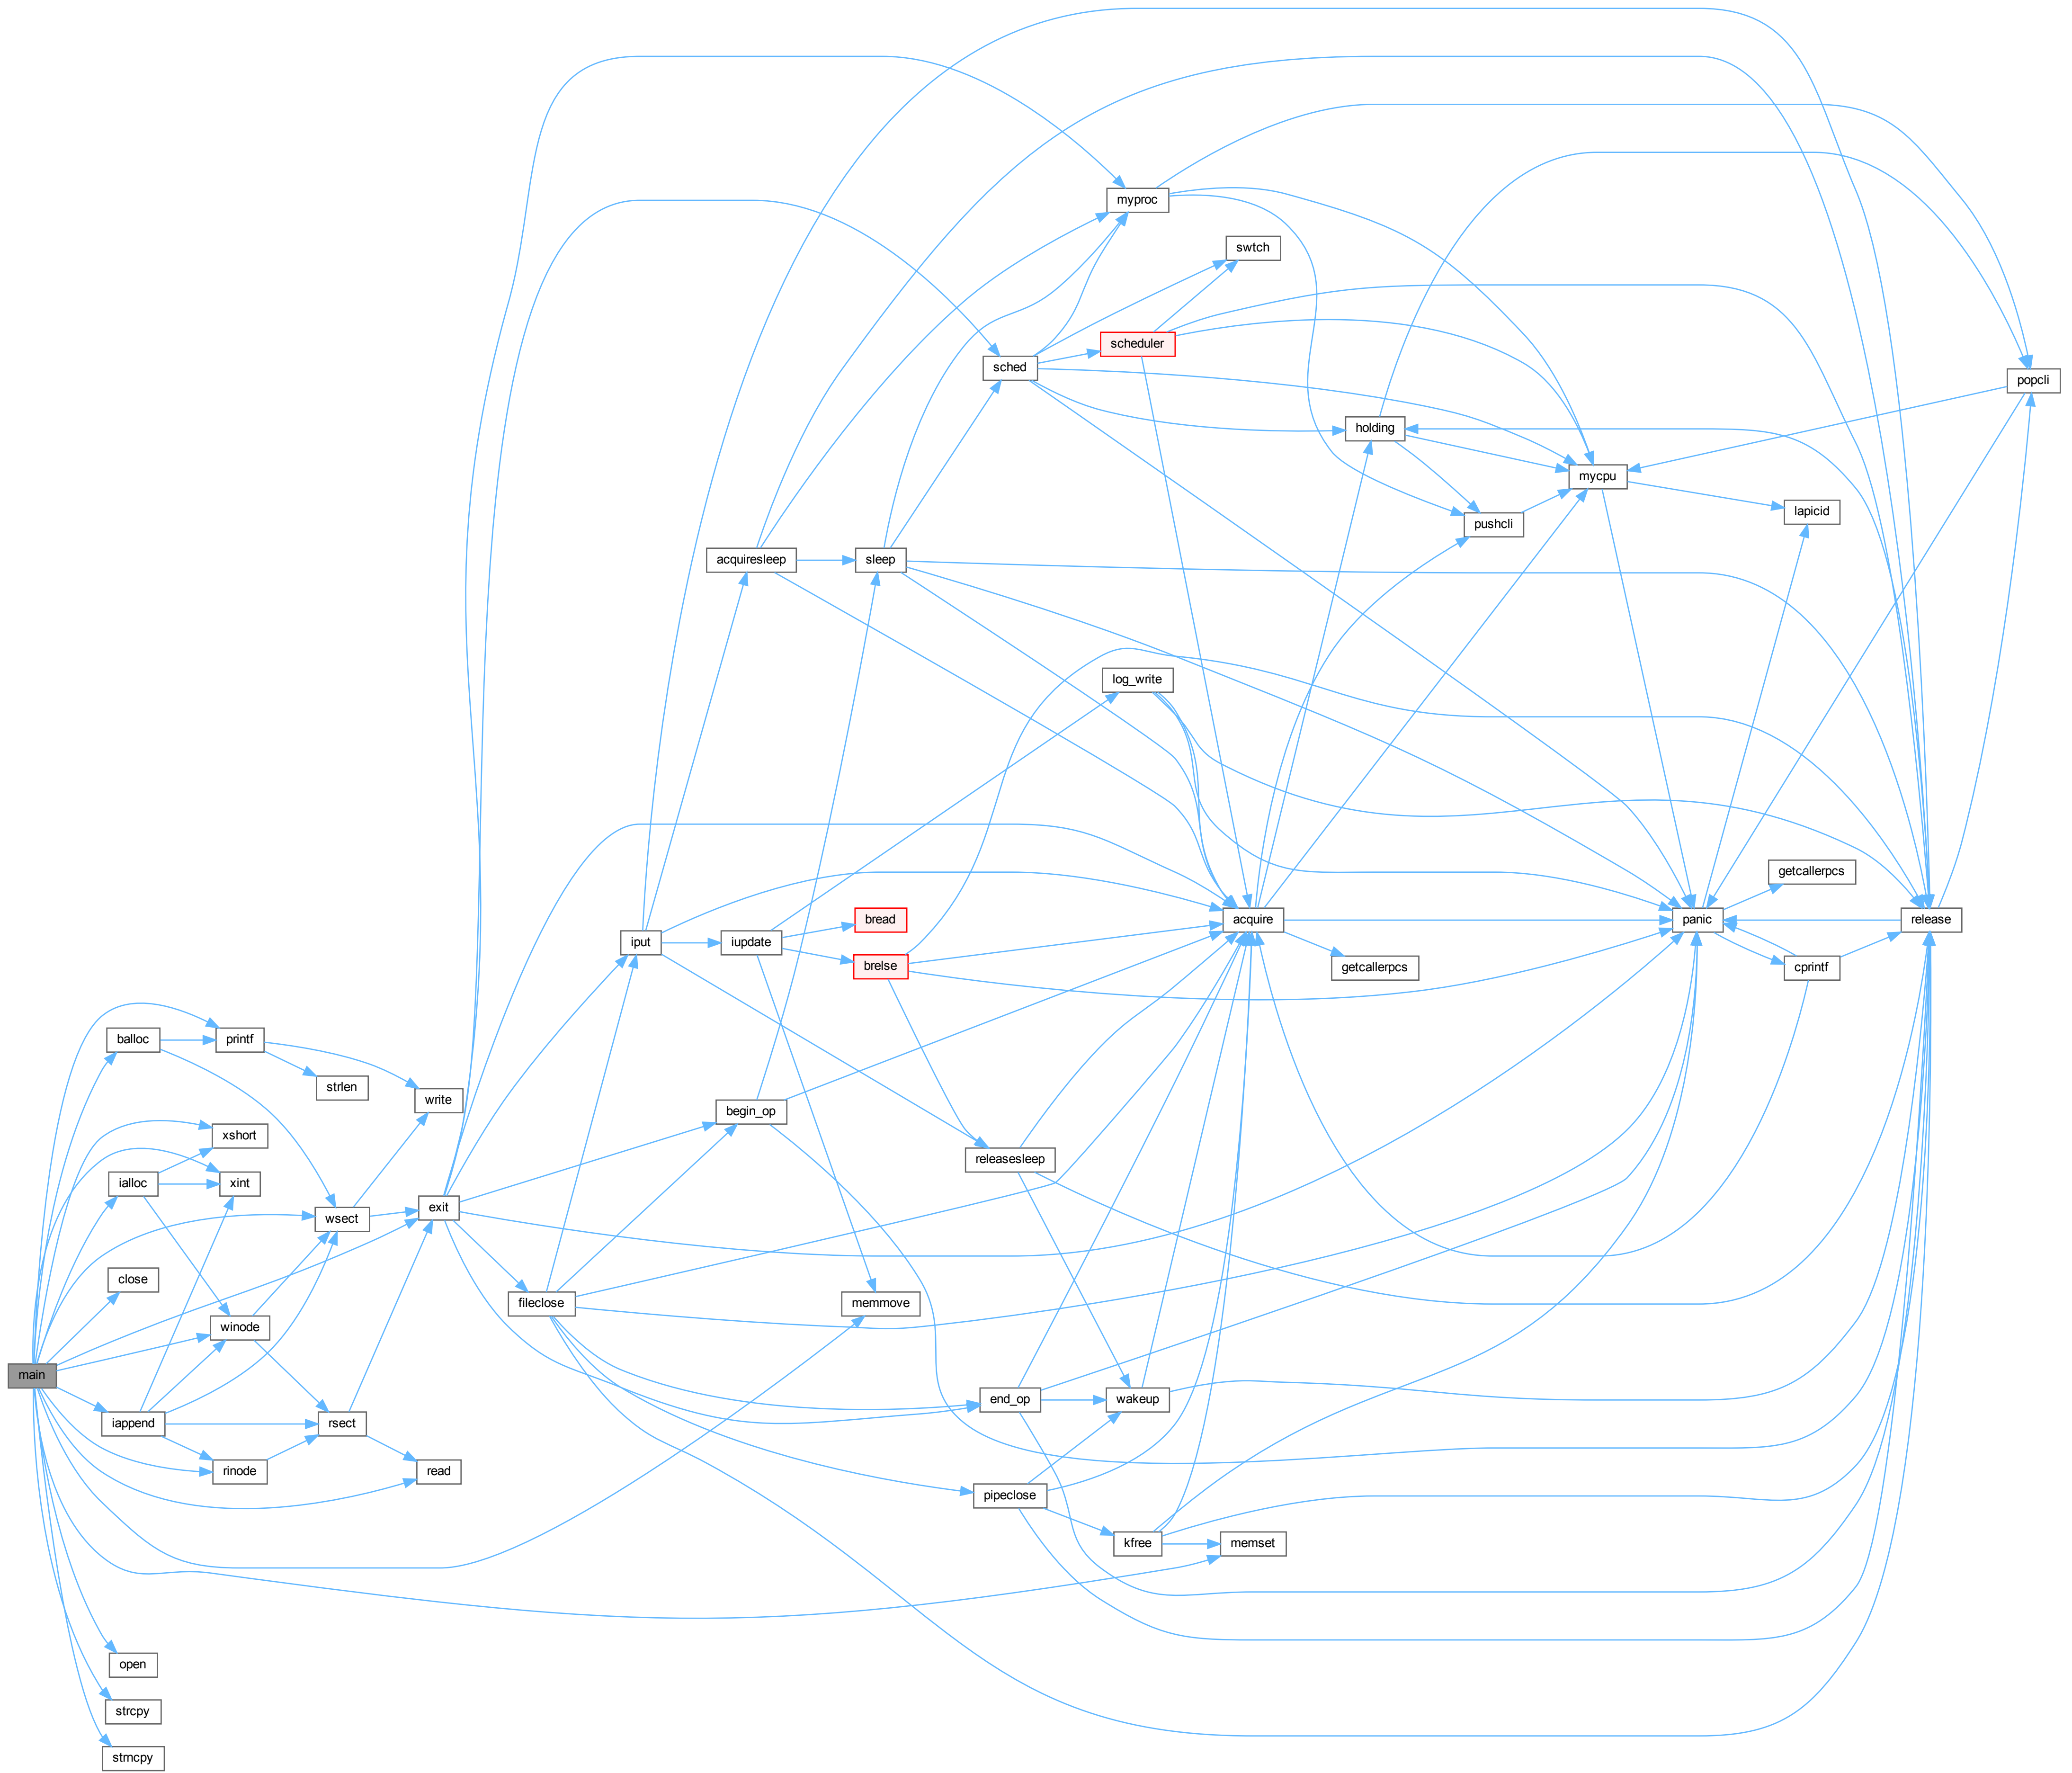 myproc
swtch
scheduler
sched
popcli
holding
mycpu
lapicid
pushcli
acquiresleep
sleep
log_write
getcallerpcs
bread
acquire
panic
release
iput
iupdate
brelse
getcallerpcs
cprintf
balloc
printf
strlen
write
begin_op
xshort
releasesleep
ialloc
xint
exit
wsect
close
fileclose
memmove
winode
main
end_op
wakeup
iappend
rsect
rinode
read
pipeclose
kfree
memset
open
strcpy
strncpy